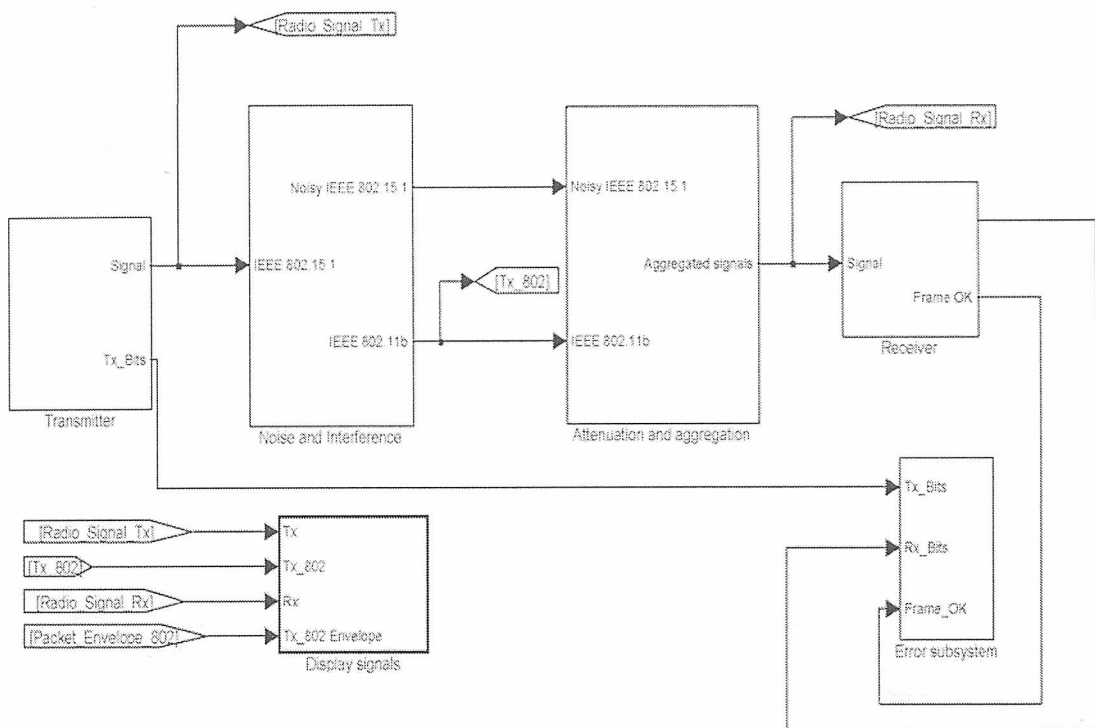 [Radio_Signal_Tx]
[Radio_Signal_Rx]
Noisy IEEE 802.15.1
Noisy IEEE 802.15.1
Signal
IEEE 802.15.1
Aggregated signals
Signal
[Tx_802]
Frame OK
Tx_Bits
IEEE 802.11b
IEEE 802.11b
Receiver
Transmitter
Noise and Interference
Attenuation and aggregation
Tx_Bits
[Radio_Signal_Tx]
Tx
[Tx_802]
Tx_802
Rx_Bits
[Radio_Signal_Rx]
Rx
Frame_OK
[Packet_Envelope_802]
Tx_802 Envelope
Display signals
Error subsystem